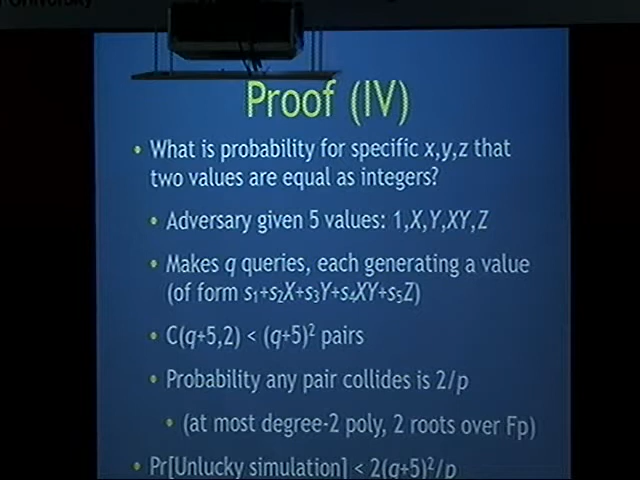 University
Proof (IV)
• What is probability for specific x,y,z that
two values are equal as integers?
• Adversary given 5 values: 1,X,Y,XY,Z
• Makes q queries, each generating a value
(of form s₁+s₂X+s₃Y+s₄XY+s₅Z)
• C(q+5,2) < (q+5)² pairs
• Probability any pair collides is 2/p
• (at most degree-2 poly, 2 roots over Fp)
• Pr[Unlucky simulation] < 2(q+5)²/p